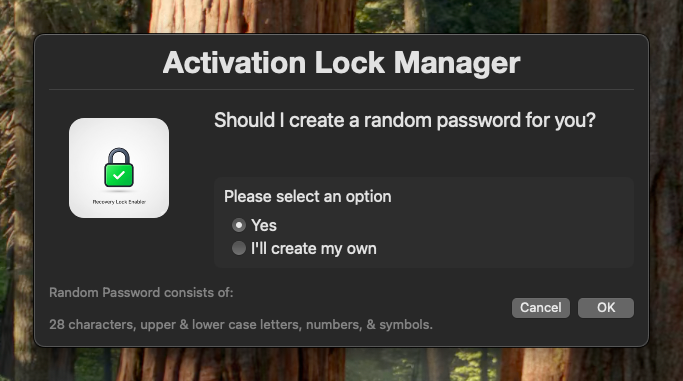 Activation Lock Manager
Should I create a random password for you?
Recovery Lock Enabler
Please select an option
Yes
I'll create my own
Random Password consists of:
28 characters, upper & lower case letters, numbers, & symbols.
Cancel
OK